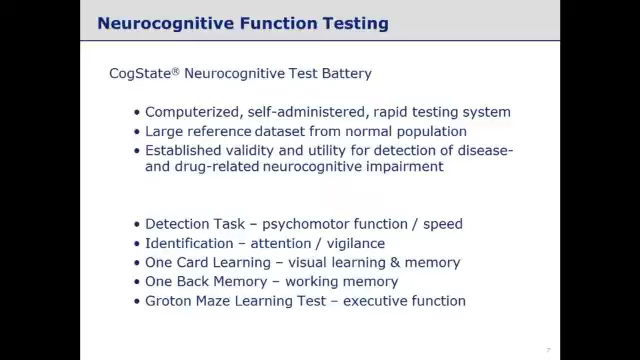 Neurocognitive Function Testing
CogState® Neurocognitive Test Battery
• Computerized, self-administered, rapid testing system
• Large reference dataset from normal population
• Established validity and utility for detection of disease-
and drug-related neurocognitive impairment
• Detection Task – psychomotor function / speed
• Identification – attention / vigilance
• One Card Learning – visual learning & memory
• One Back Memory – working memory
• Groton Maze Learning Test – executive function
7